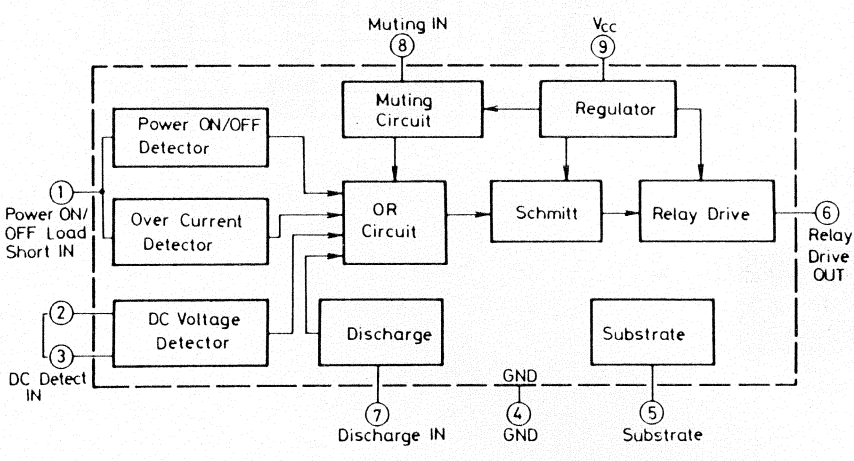 Muting IN
8
VCC
9
Muting
Circuit
Regulator
Power ON/OFF
Detector
1
Power ON/
OFF Load
Short IN
Over Current
Detector
OR
Circuit
Schmitt
Relay Drive
6
Relay
Drive
OUT
2
3
DC Detect
IN
DC Voltage
Detector
Discharge
Substrate
GND
7
Discharge IN
4
GND
5
Substrate